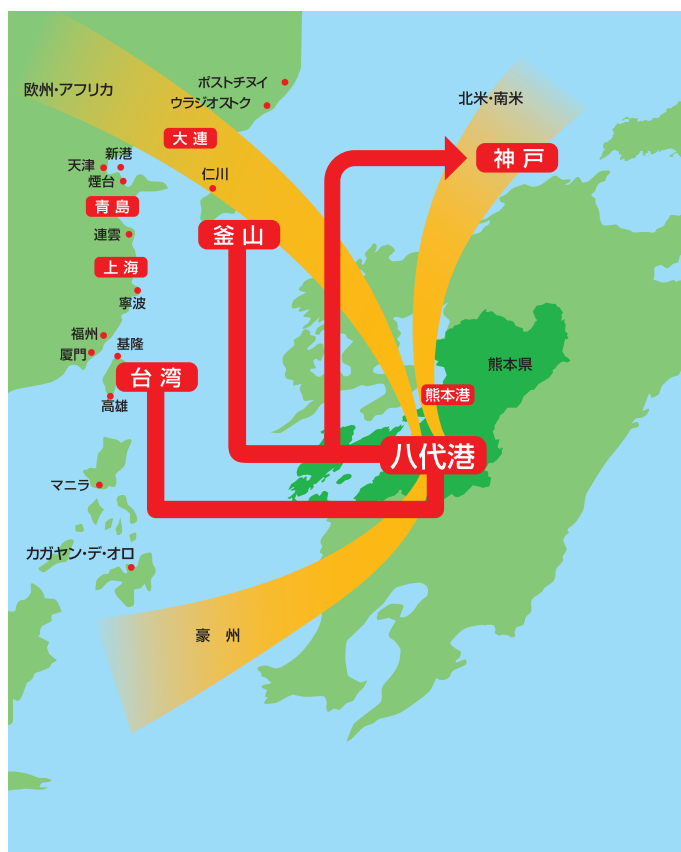 ポストチヌイ
欧州・アフリカ
北米・南米
ウラジオストク
大連
新港
神戸
天津
仁川
煙台
青島
連雲
釜山
上海
寧波
福州
基隆
厦門
熊本県
台湾
熊本港
高雄
八代港
マニラ
カガヤン・デ・オロ
豪州